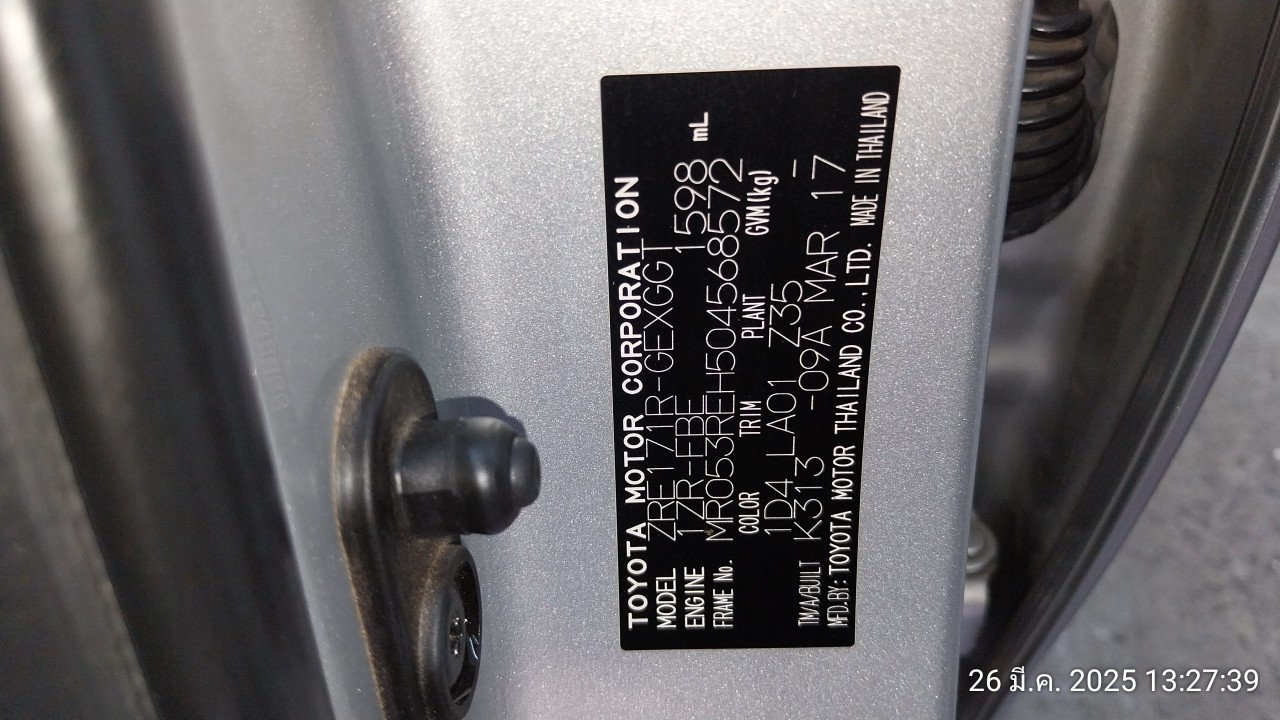 TOYOTA MOTOR CORPORATION
MODEL ZRE171R-GEXGGT
ENGINE 1ZR-FBE 1598 mL
FRAME No. MR053REH504568572
COLOR TRIM PLANT GVM(kg)
1D4 LA01 Z35 -
TM/A/BUILT K313 -09A MAR 17
MFD.BY: TOYOTA MOTOR THAILAND CO.,LTD. MADE IN THAILAND
26 มี.ค. 2025 13:27:39